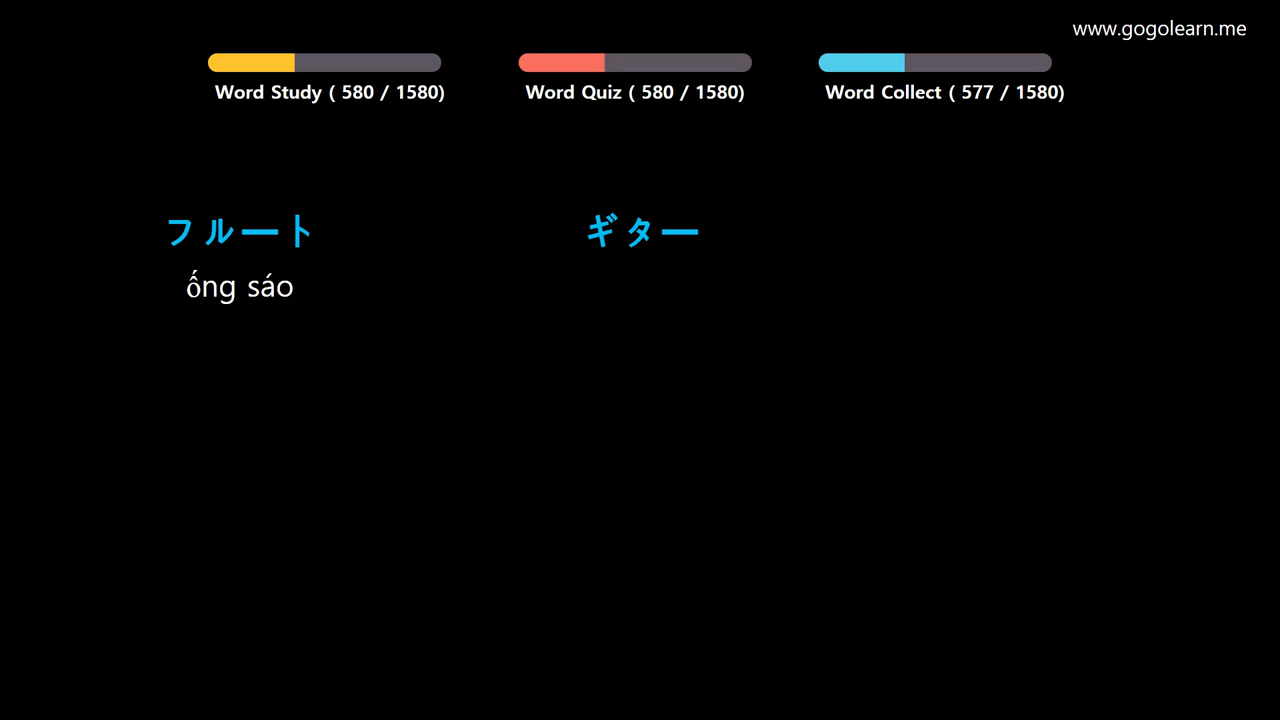 www.gogolearn.me
Word Study ( 580 / 1580)
Word Quiz ( 580 / 1580)
Word Collect ( 577 / 1580)
フルート
ギター
ống sáo